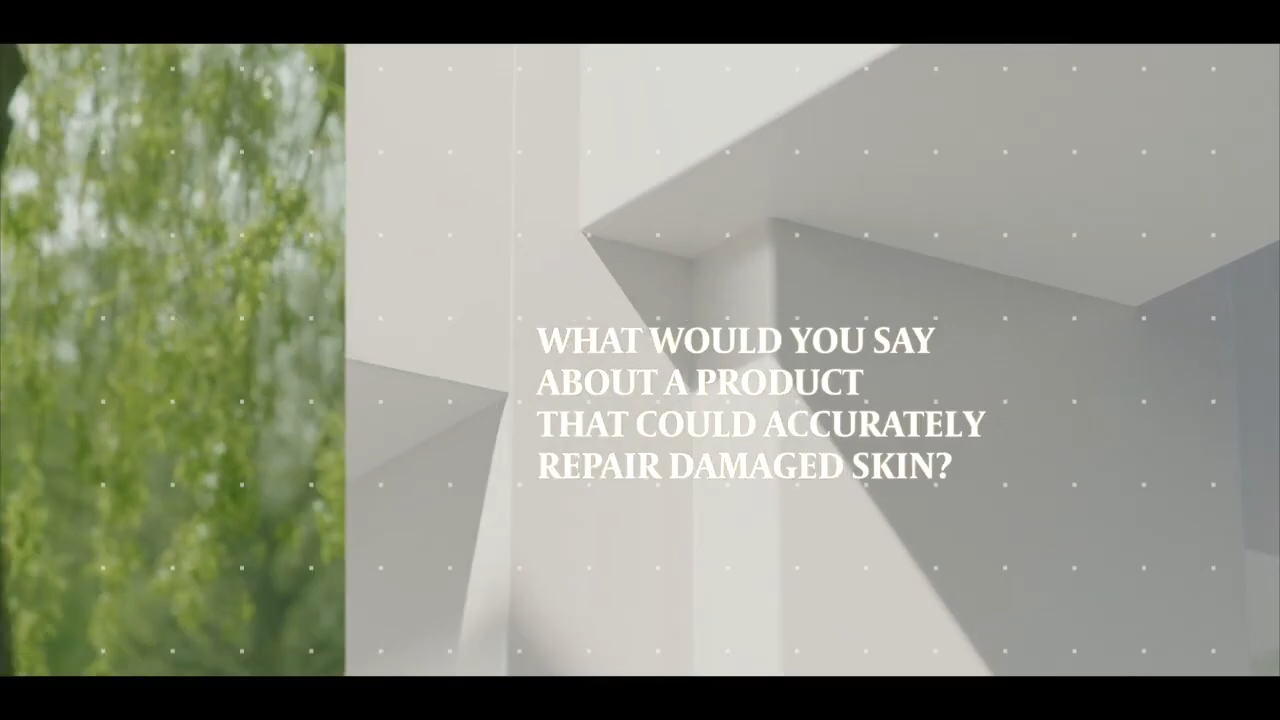 WHAT WOULD YOU SAY
ABOUT A PRODUCT
THAT COULD ACCURATELY
REPAIR DAMAGED SKIN?